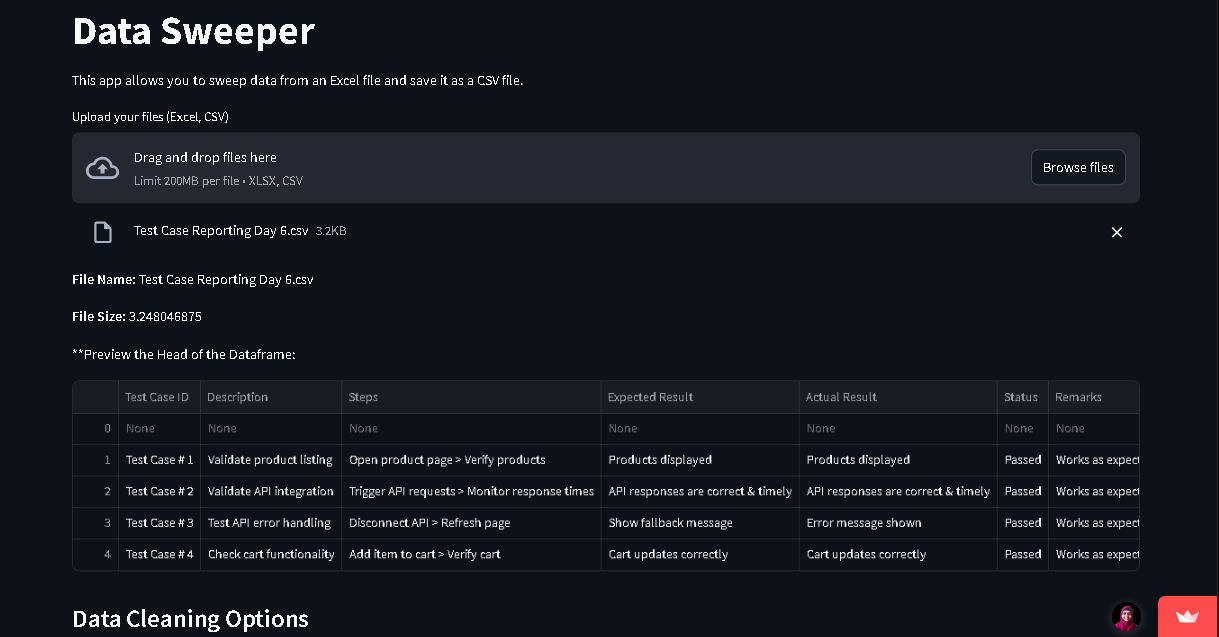 Data Sweeper
This app allows you to sweep data from an Excel file and save it as a CSV file.
Upload your files (Excel, CSV)
Drag and drop files here
Limit 200MB per file • XLSX, CSV
Browse files
Test Case Reporting Day 6.csv 3.2KB
File Name: Test Case Reporting Day 6.csv
File Size: 3.248046875
**Preview the Head of the Dataframe:
Test Case ID Description Steps Expected Result Actual Result Status Remarks
0 None None None None None None None
1 Test Case # 1 Validate product listing Open product page > Verify products Products displayed Products displayed Passed Works as expect
2 Test Case # 2 Validate API integration Trigger API requests > Monitor response times API responses are correct & timely API responses are correct & timely Passed Works as expect
3 Test Case # 3 Test API error handling Disconnect API > Refresh page Show fallback message Error message shown Passed Works as expect
4 Test Case # 4 Check cart functionality Add item to cart > Verify cart Cart updates correctly Cart updates correctly Passed Works as expect
Data Cleaning Options